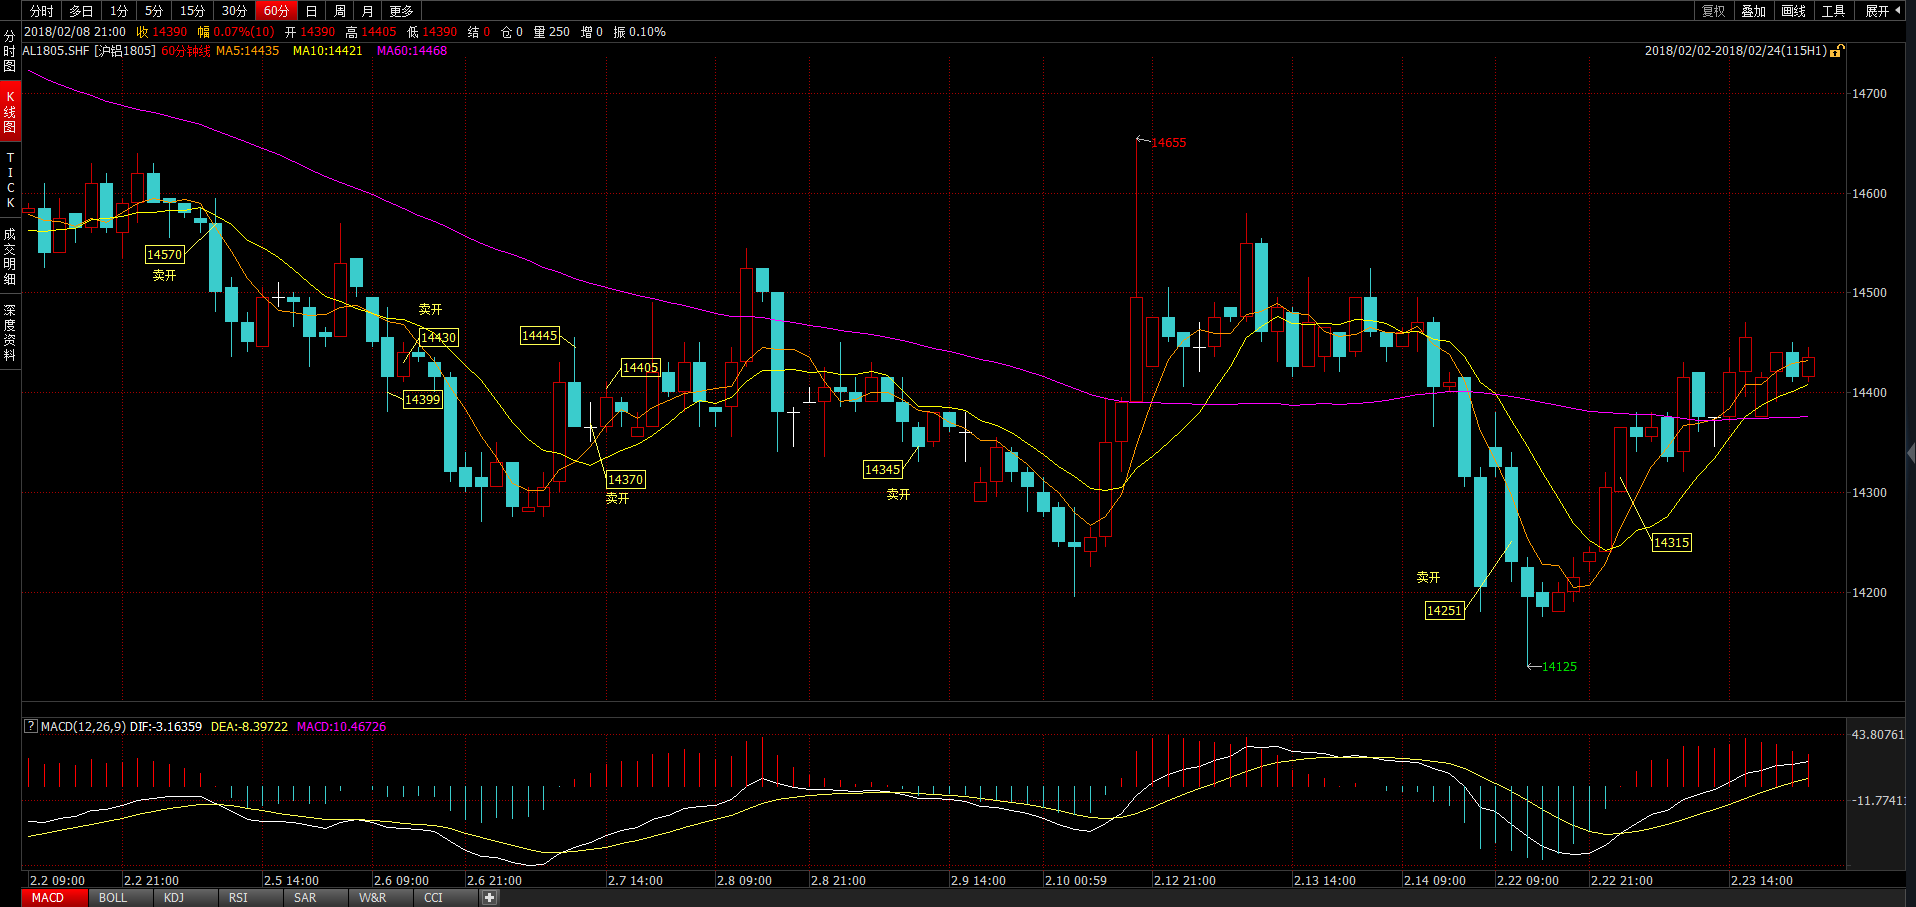 分时 多日 1分 5分 15分 30分 60分 日 周 月 更多 复权 叠加 画线 工具 展开
2018/02/08 21:00 收 14390 幅 0.07%(10) 开 14390 高 14405 低 14390 结 0 仓 0 量 250 增 0 振 0.10%
AL1805.SHF [沪铝1805] 60分钟线 MA5:14435 MA10:14421 MA60:14468 2018/02/02-2018/02/24(115H1)
分时图
K线图
TICK
成交明细
深度资料
14700
14655
14600
14570
卖开
14500
卖开
14430
14445
14405
14399
14400
14370
卖开
14345
卖开
14300
14315
卖开
14251
14200
14125
? MACD(12,26,9) DIF:-3.16359 DEA:-8.39722 MACD:10.46726
43.80761
-11.7741
2.2 09:00 2.2 21:00 2.5 14:00 2.6 09:00 2.6 21:00 2.7 14:00 2.8 09:00 2.8 21:00 2.9 14:00 2.10 00:59 2.12 21:00 2.13 14:00 2.14 09:00 2.22 09:00 2.22 21:00 2.23 14:00
MACD BOLL KDJ RSI SAR W&R CCI +